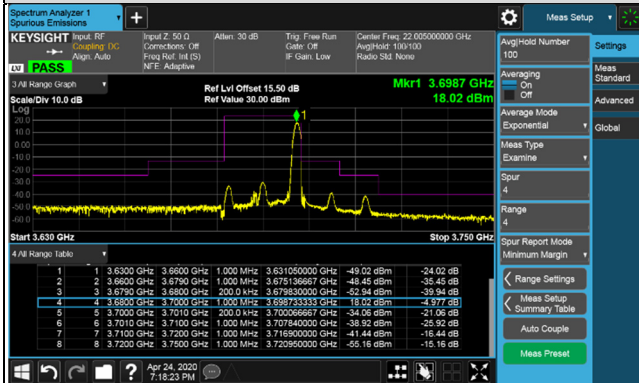 Spectrum Analyzer 1
Spurious Emissions
Meas Setup
KEYSIGHT Input: RF
Coupling: DC
Align: Auto
Input Z: 50 Ω
Corrections: Off
Freq Ref: Int (S)
NFE: Adaptive
Atten: 30 dB
Trig: Free Run
Gate: Off
IF Gain: Low
Center Freq: 22.005000000 GHz
Avg|Hold: 100/100
Radio Std: None
LXI PASS
3 All Range Graph
Scale/Div 10.0 dB
Ref Lvl Offset 15.50 dB
Ref Value 30.00 dBm
Mkr1 3.6987 GHz
18.02 dBm
Log
20.0
10.0
0.00
-10.0
-20.0
-30.0
-40.0
-50.0
-60.0
1
Start 3.630 GHz
Stop 3.750 GHz
4 All Range Table
1 1 3.6300 GHz 3.6600 GHz 1.000 MHz 3.631050000 GHz -49.02 dBm -24.02 dB
2 2 3.6600 GHz 3.6790 GHz 1.000 MHz 3.675136667 GHz -48.45 dBm -35.45 dB
3 3 3.6790 GHz 3.6800 GHz 200.0 kHz 3.679830000 GHz -52.94 dBm -39.94 dB
4 4 3.6800 GHz 3.7000 GHz 1.000 MHz 3.698733333 GHz 18.02 dBm -4.977 dB
5 5 3.7000 GHz 3.7010 GHz 200.0 kHz 3.700066667 GHz -34.06 dBm -21.06 dB
6 6 3.7010 GHz 3.7100 GHz 1.000 MHz 3.707840000 GHz -38.92 dBm -25.92 dB
7 7 3.7100 GHz 3.7200 GHz 1.000 MHz 3.716900000 GHz -41.44 dBm -16.44 dB
8 8 3.7200 GHz 3.7500 GHz 1.000 MHz 3.720950000 GHz -55.16 dBm -15.16 dB
Apr 24, 2020
7:18:23 PM
Avg|Hold Number
100
Averaging
On
Off
Average Mode
Exponential
Meas Type
Examine
Spur
4
Range
4
Spur Report Mode
Minimum Margin
Range Settings
Meas Setup
Summary Table
Auto Couple
Meas Preset
Settings
Meas
Standard
Advanced
Global